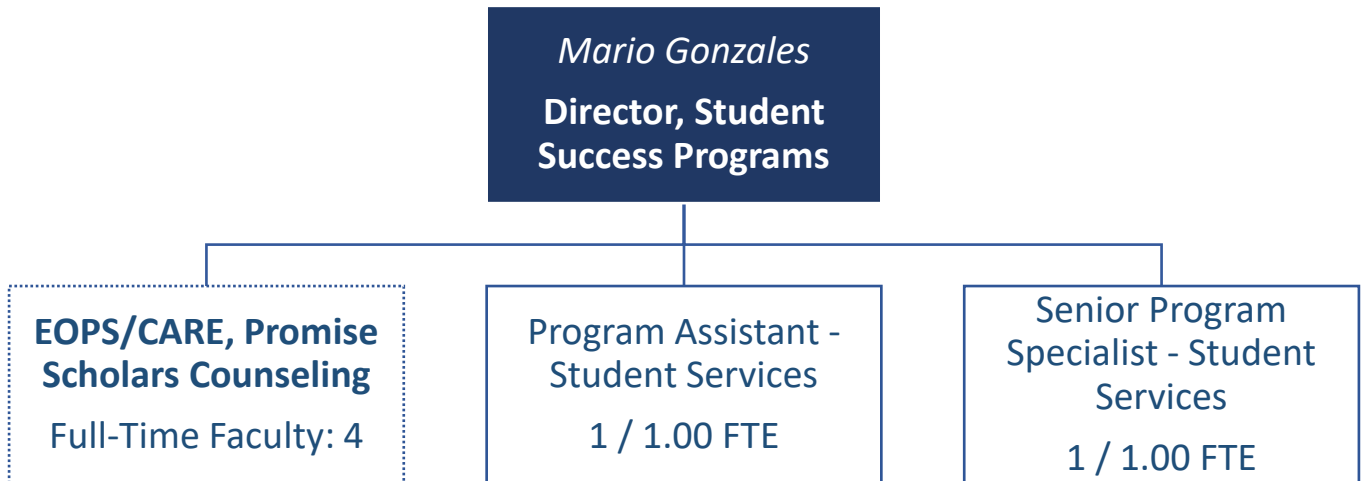 Mario Gonzales
Director, Student
Success Programs
EOPS/CARE, Promise
Scholars Counseling
Full-Time Faculty: 4
Program Assistant -
Student Services
1 / 1.00 FTE
Senior Program
Specialist - Student
Services
1 / 1.00 FTE